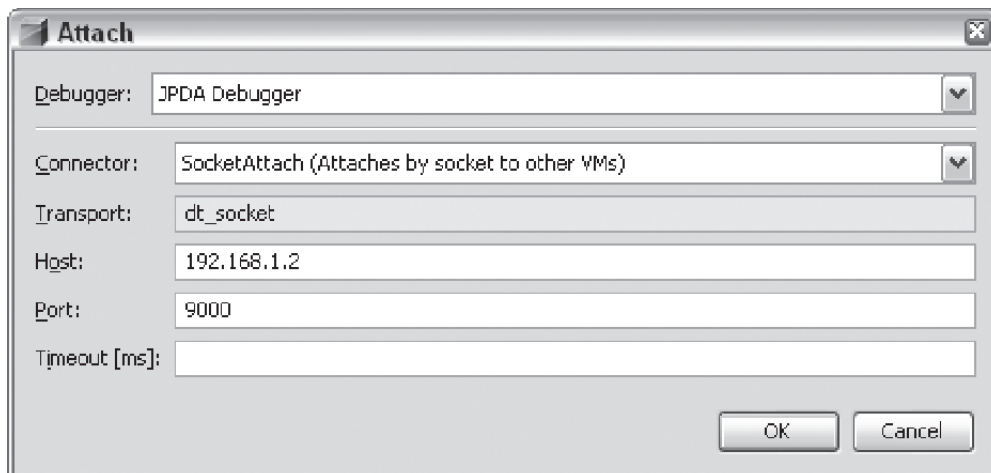 Attach
Debugger: JPDA Debugger
Connector: SocketAttach (Attaches by socket to other VMs)
Transport: dt_socket
Host: 192.168.1.2
Port: 9000
Timeout [ms]:
OK Cancel